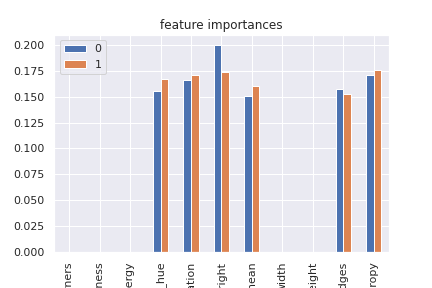 feature importances
0
1
0.200
0.175
0.150
0.125
0.100
0.075
0.050
0.025
0.000
ners
ness
ergy
_hue
ation
right
nean
width
eight
dges
ropy